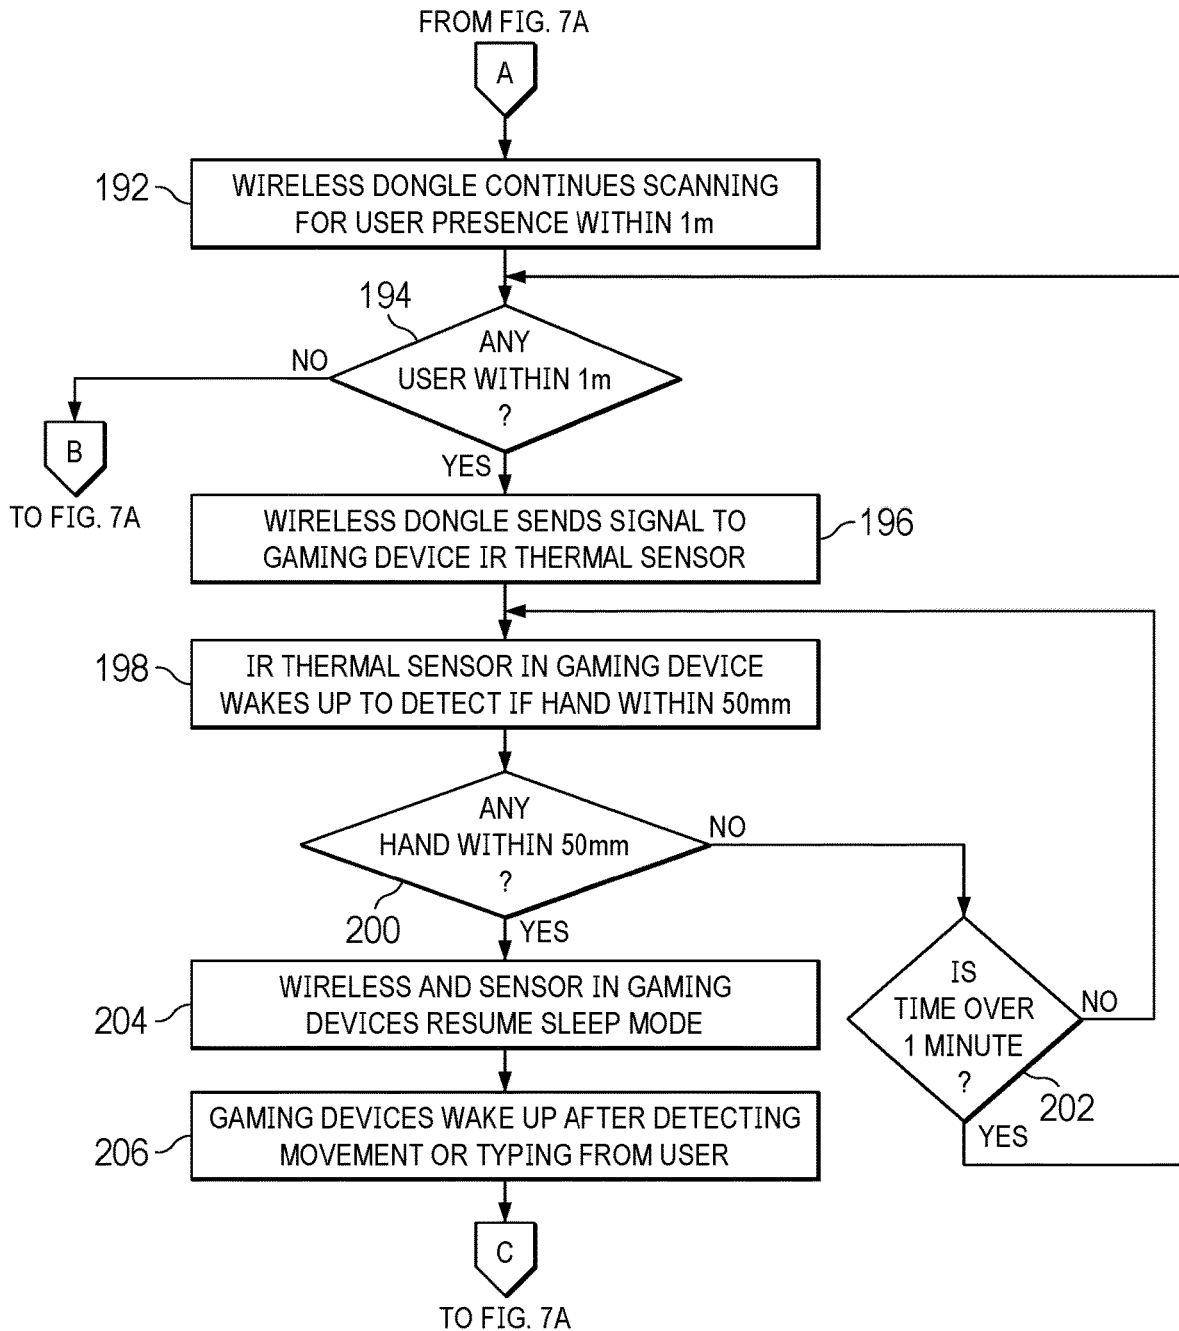 FROM FIG. 7A
A
192
WIRELESS DONGLE CONTINUES SCANNING
FOR USER PRESENCE WITHIN 1m
194
ANY
USER WITHIN 1m
?
NO
B
TO FIG. 7A
YES
WIRELESS DONGLE SENDS SIGNAL TO
GAMING DEVICE IR THERMAL SENSOR
196
198
IR THERMAL SENSOR IN GAMING DEVICE
WAKES UP TO DETECT IF HAND WITHIN 50mm
ANY
HAND WITHIN 50mm
?
NO
200
YES
IS
TIME OVER
1 MINUTE
?
NO
202
YES
204
WIRELESS AND SENSOR IN GAMING
DEVICES RESUME SLEEP MODE
206
GAMING DEVICES WAKE UP AFTER DETECTING
MOVEMENT OR TYPING FROM USER
C
TO FIG. 7A